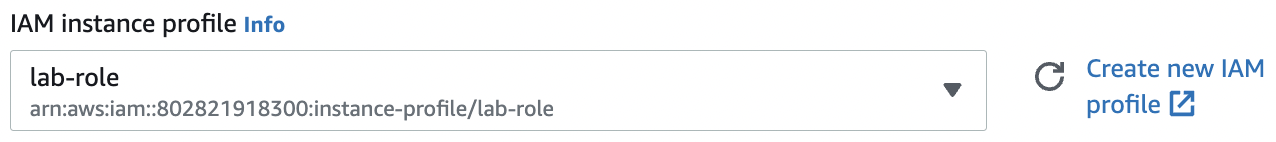 IAM instance profile Info
lab-role
arn:aws:iam::802821918300:instance-profile/lab-role
Create new IAM
profile